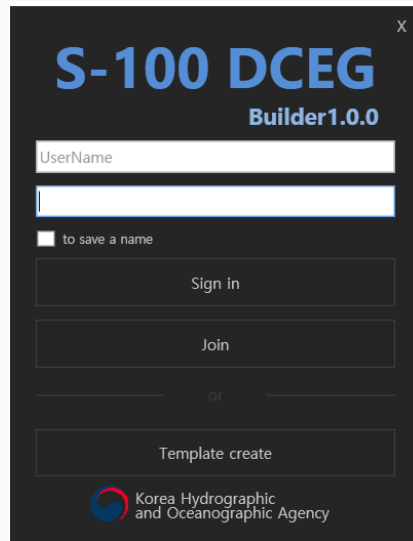 X
S-100 DCEG
Builder1.0.0
UserName
to save a name
Sign in
Join
or
Template create
Korea Hydrographic
and Oceanographic Agency